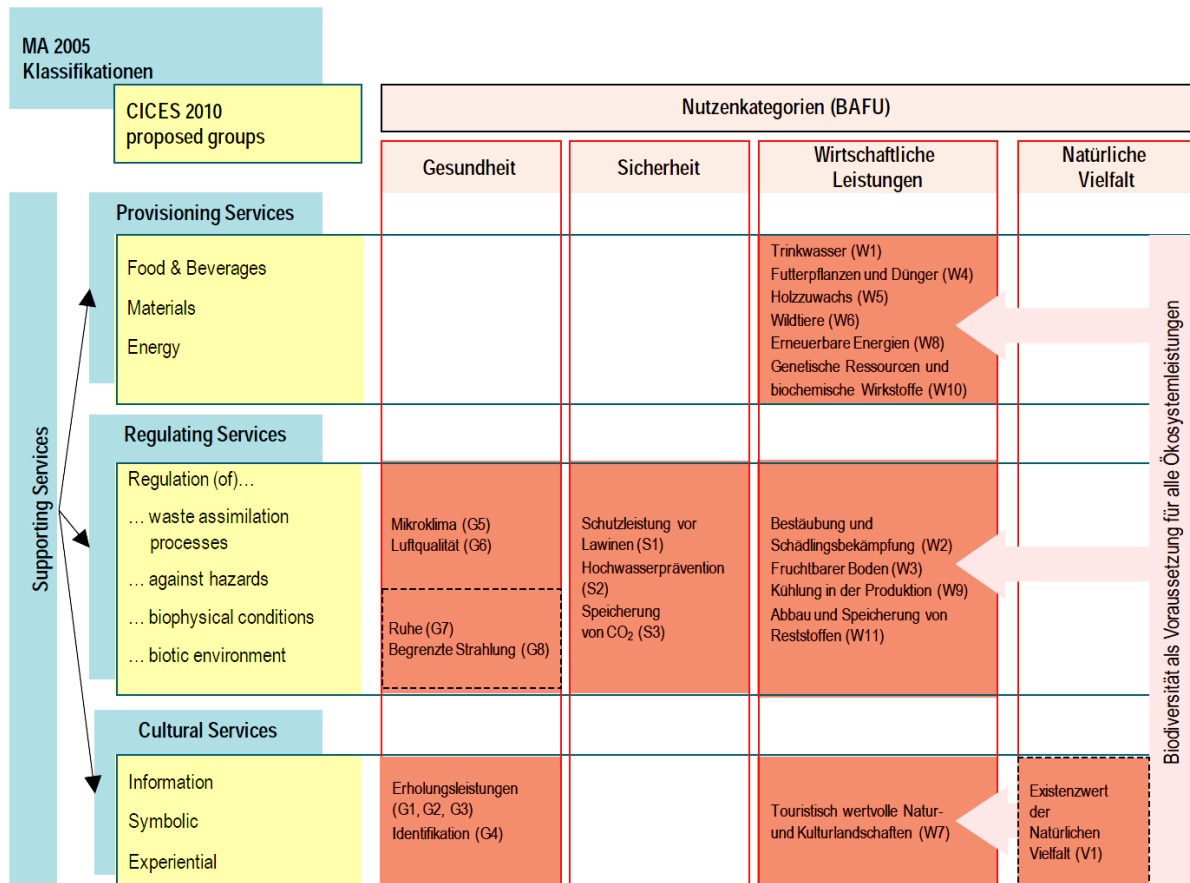 MA 2005
Klassifikationen
CICES 2010
proposed groups
Nutzenkategorien (BAFU)
Gesundheit
Sicherheit
Wirtschaftliche
Leistungen
Natürliche
Vielfalt
Supporting Services
Provisioning Services
Food & Beverages
Materials
Energy
Trinkwasser (W1)
Futterpflanzen und Dünger (W4)
Holzzuwachs (W5)
Wildtiere (W6)
Erneuerbare Energien (W8)
Genetische Ressourcen und
biochemische Wirkstoffe (W10)
Regulating Services
Regulation (of)…
… waste assimilation
processes
… against hazards
… biophysical conditions
… biotic environment
Mikroklima (G5)
Luftqualität (G6)
Ruhe (G7)
Begrenzte Strahlung (G8)
Schutzleistung vor
Lawinen (S1)
Hochwasserprävention
(S2)
Speicherung
von CO₂ (S3)
Bestäubung und
Schädlingsbekämpfung (W2)
Fruchtbarer Boden (W3)
Kühlung in der Produktion (W9)
Abbau und Speicherung von
Reststoffen (W11)
Cultural Services
Information
Symbolic
Experiential
Erholungsleistungen
(G1, G2, G3)
Identifikation (G4)
Touristisch wertvolle Natur-
und Kulturlandschaften (W7)
Existenzwert
der
Natürlichen
Vielfalt (V1)
Biodiversität als Voraussetzung für alle Ökosystemleistungen